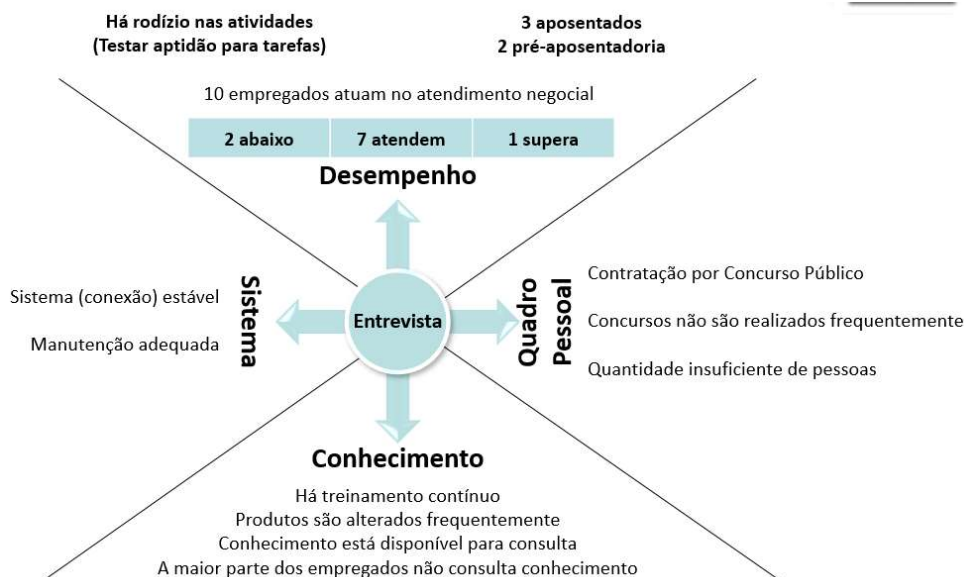 Há rodízio nas atividades
(Testar aptidão para tarefas)
3 aposentados
2 pré-aposentadoria
10 empregados atuam no atendimento negocial
2 abaixo
7 atendem
1 supera
Desempenho
Sistema (conexão) estável
Manutenção adequada
Sistema
Entrevista
Quadro
Pessoal
Contratação por Concurso Público
Concursos não são realizados frequentemente
Quantidade insuficiente de pessoas
Conhecimento
Há treinamento contínuo
Produtos são alterados frequentemente
Conhecimento está disponível para consulta
A maior parte dos empregados não consulta conhecimento